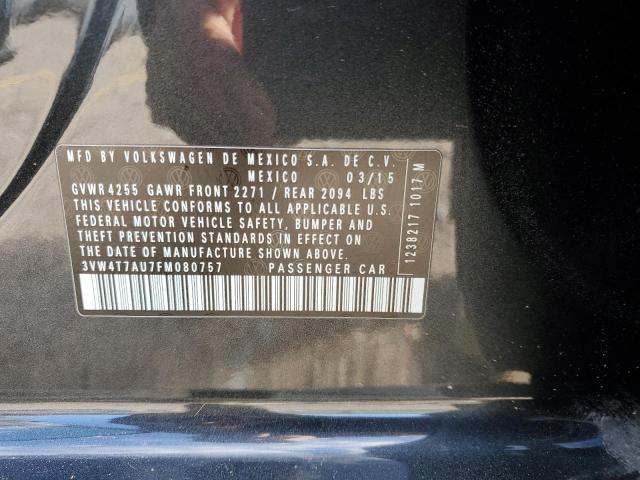 MFD BY VOLKSWAGEN DE MEXICO S.A. DE C.V.
MEXICO 03/15
GVWR 4255 GAWR FRONT 2271 / REAR 2094 LBS
THIS VEHICLE CONFORMS TO ALL APPLICABLE U.S.
FEDERAL MOTOR VEHICLE SAFETY, BUMPER AND
THEFT PREVENTION STANDARDS IN EFFECT ON
THE DATE OF MANUFACTURE SHOWN ABOVE.
3VW4T7AU7FM080757 PASSENGER CAR
1238217 1017 M